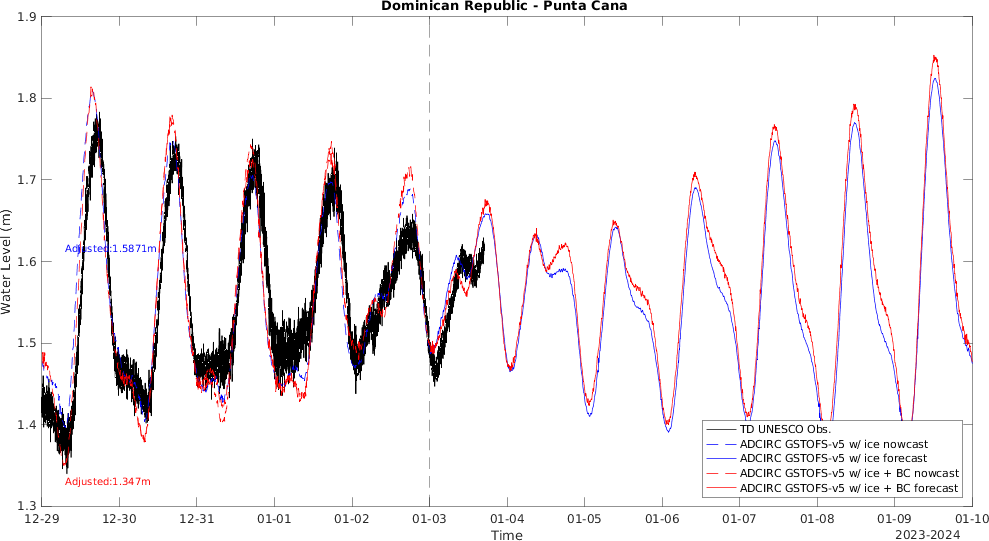 Dominican Republic - Punta Cana
Water Level (m)
1.9
1.8
1.7
1.6
1.5
1.4
1.3
Adjusted:1.5871m
Adjusted:1.347m
TD UNESCO Obs.
ADCIRC GSTOFS-v5 w/ ice nowcast
ADCIRC GSTOFS-v5 w/ ice forecast
ADCIRC GSTOFS-v5 w/ ice + BC nowcast
ADCIRC GSTOFS-v5 w/ ice + BC forecast
12-29 12-30 12-31 01-01 01-02 01-03 01-04 01-05 01-06 01-07 01-08 01-09 01-10
Time
2023-2024